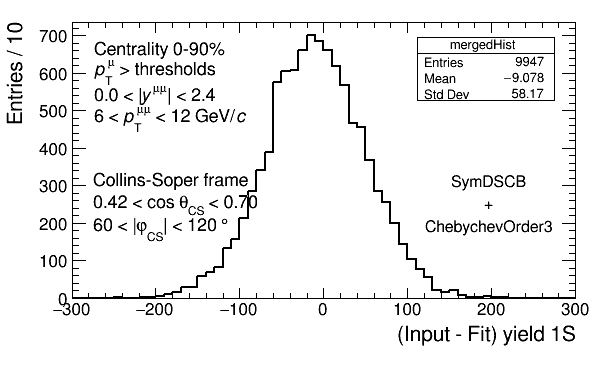 Entries / 10
700
600
500
400
300
200
100
0
Centrality 0-90%
p_T^μ > thresholds
0.0 < |y^μμ| < 2.4
6 < p_T^μμ < 12 GeV/c
Collins-Soper frame
0.42 < cos θ_CS < 0.70
60 < |φ_CS| < 120 °
mergedHist
Entries 9947
Mean −9.078
Std Dev 58.17
SymDSCB
+
ChebychevOrder3
−300 −200 −100 0 100 200 300
(Input - Fit) yield 1S